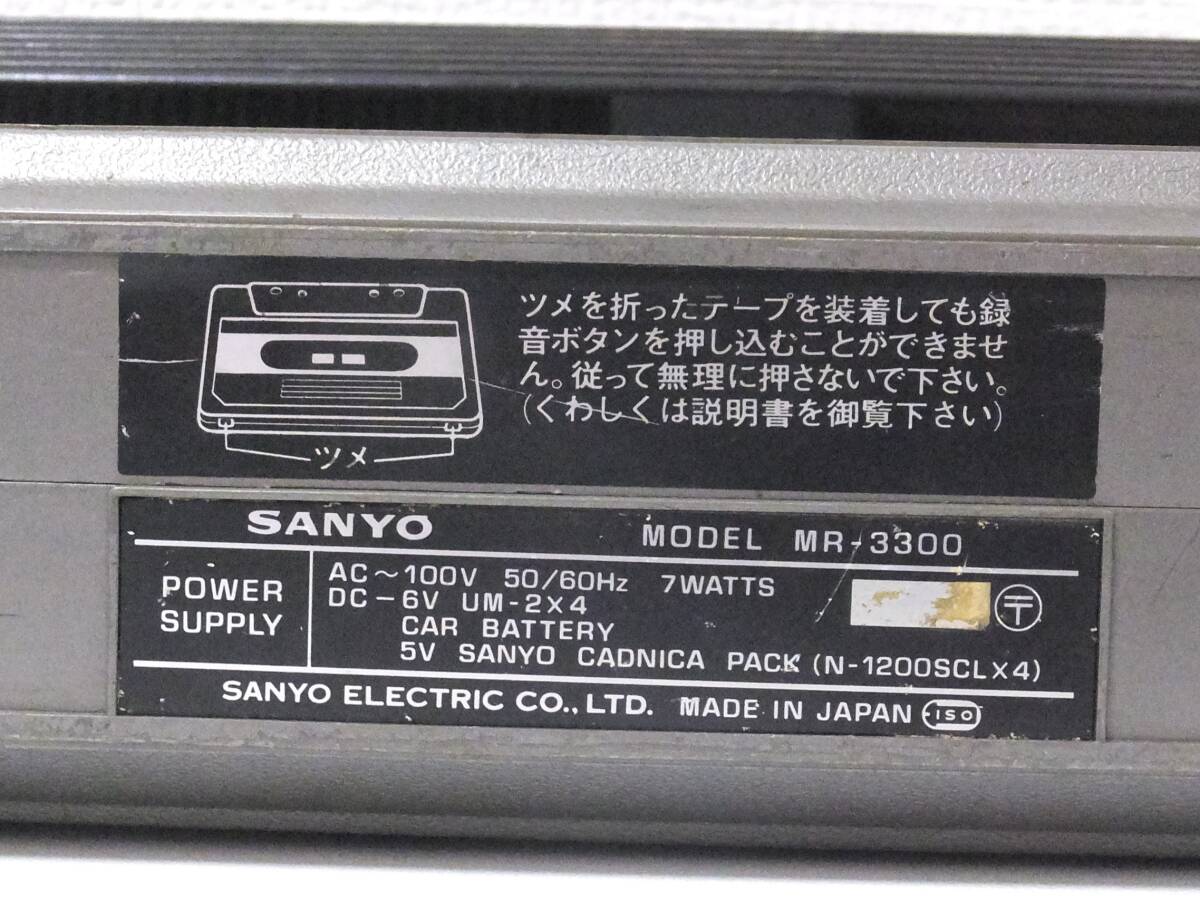 ツメを折ったテープを装着しても録
音ボタンを押し込むことができませ
ん。従って無理に押さないで下さい。
(くわしくは説明書を御覧下さい)
ツメ
SANYO MODEL MR-3300
POWER SUPPLY
AC~100V 50/60Hz 7WATTS
DC-6V UM-2X4
CAR BATTERY
5V SANYO CADNICA PACK (N-1200SCLX4)
〒
SANYO ELECTRIC CO., LTD. MADE IN JAPAN ISO